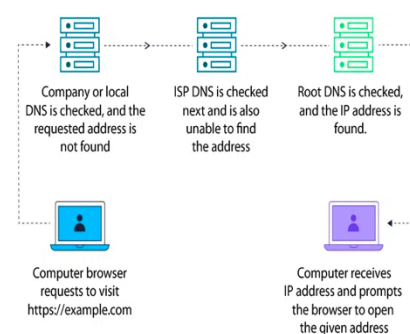 Company or local
DNS is checked, and the
requested address is
not found
ISP DNS is checked
next and is also
unable to find
the address
Root DNS is checked,
and the IP address is
found.
Computer browser
requests to visit
https://example.com
Computer receives
IP address and prompts
the browser to open
the given address